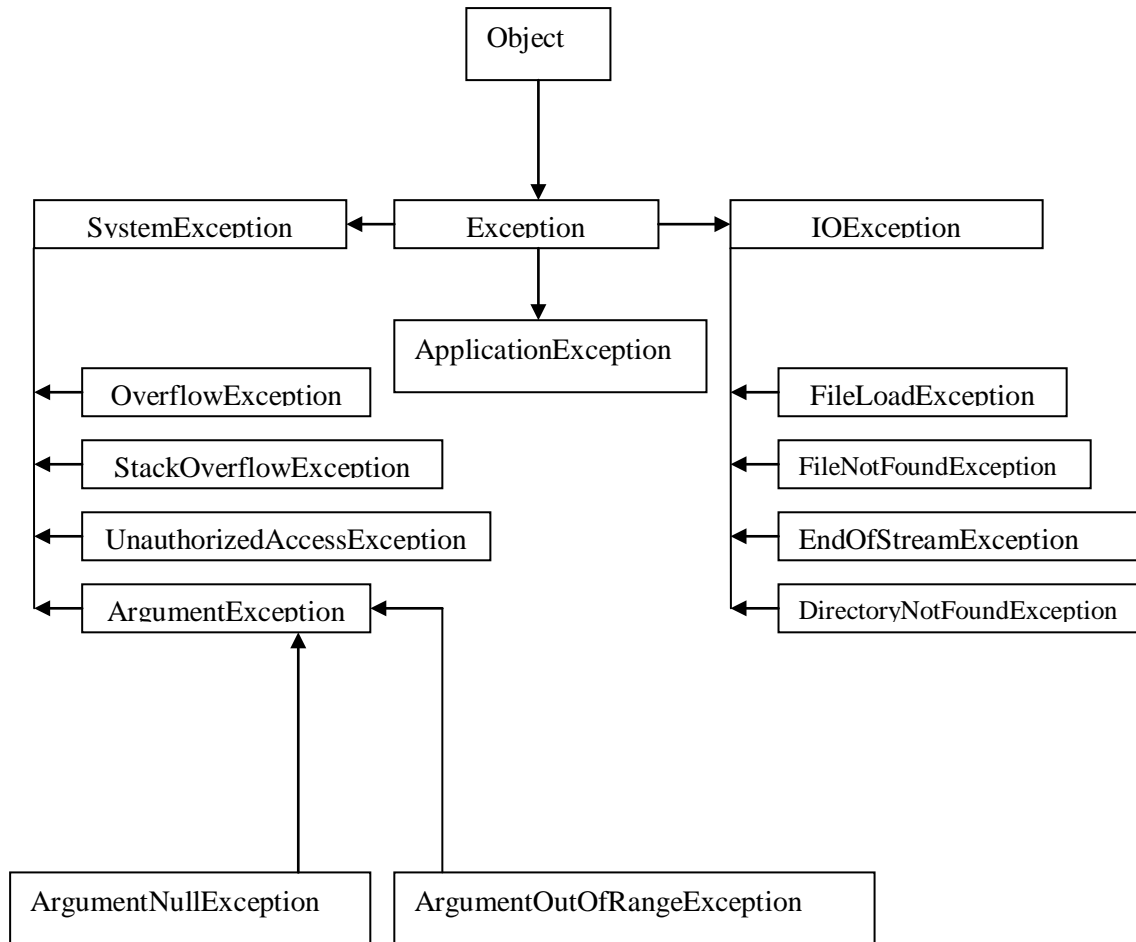 Object
SystemException
Exception
IOException
ApplicationException
OverflowException
FileLoadException
StackOverflowException
FileNotFoundException
UnauthorizedAccessException
EndOfStreamException
ArgumentException
DirectoryNotFoundException
ArgumentNullException
ArgumentOutOfRangeException